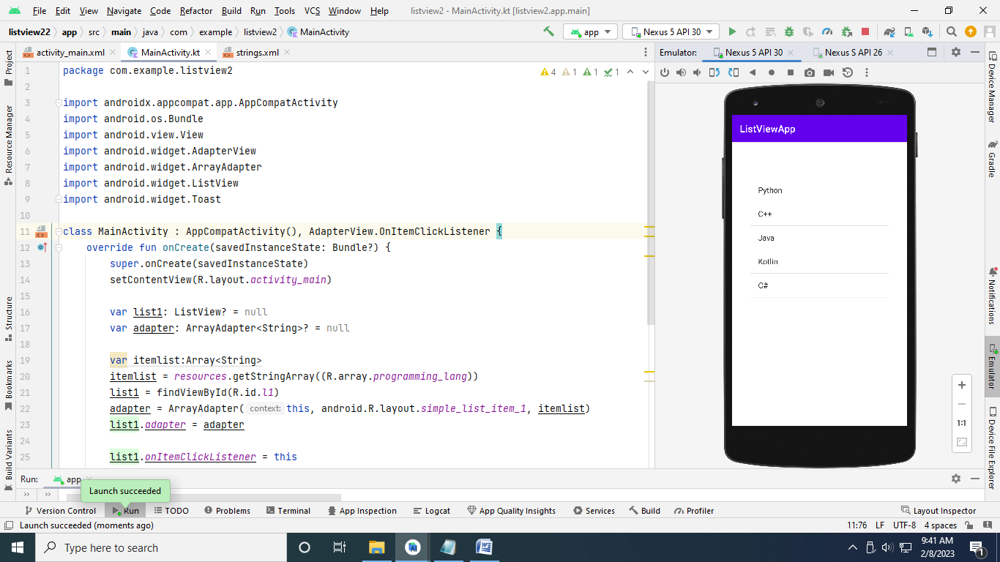 File Edit View Navigate Code Refactor Build Run Tools VCS Window Help listview2 - MainActivity.kt [listview2.app.main]
listview22 app src main java com example listview2 MainActivity app Nexus 5 API 30
activity_main.xml MainActivity.kt strings.xml Emulator: Nexus 5 API 30 Nexus S API 26
Project
Resource Manager
Structure
Bookmarks
Build Variants
4 1 1 1
1 package com.example.listview2
2
3 import androidx.appcompat.app.AppCompatActivity
4 import android.os.Bundle
5 import android.view.View
6 import android.widget.AdapterView
7 import android.widget.ArrayAdapter
8 import android.widget.ListView
9 import android.widget.Toast
10
11 class MainActivity : AppCompatActivity(), AdapterView.OnItemClickListener {
12 override fun onCreate(savedInstanceState: Bundle?) {
13 super.onCreate(savedInstanceState)
14 setContentView(R.layout.activity_main)
15
16 var list1: ListView? = null
17 var adapter: ArrayAdapter<String>? = null
18
19 var itemlist:Array<String>
20 itemlist = resources.getStringArray((R.array.programming_lang))
21 list1 = findViewById(R.id.l1)
22 adapter = ArrayAdapter( context: this, android.R.layout.simple_list_item_1, itemlist)
23 list1.adapter = adapter
24
25 list1.onItemClickListener = this
ListViewApp
Python
C++
Java
Kotlin
C#
1:1
Device Manager
Gradle
Notifications
Emulator
Device File Explorer
Run: app
Launch succeeded
Version Control Run TODO Problems Terminal App Inspection Logcat App Quality Insights Services Build Profiler Layout Inspector
Launch succeeded (moments ago) 11:76 LF UTF-8 4 spaces
Type here to search
9:41 AM
2/8/2023
1